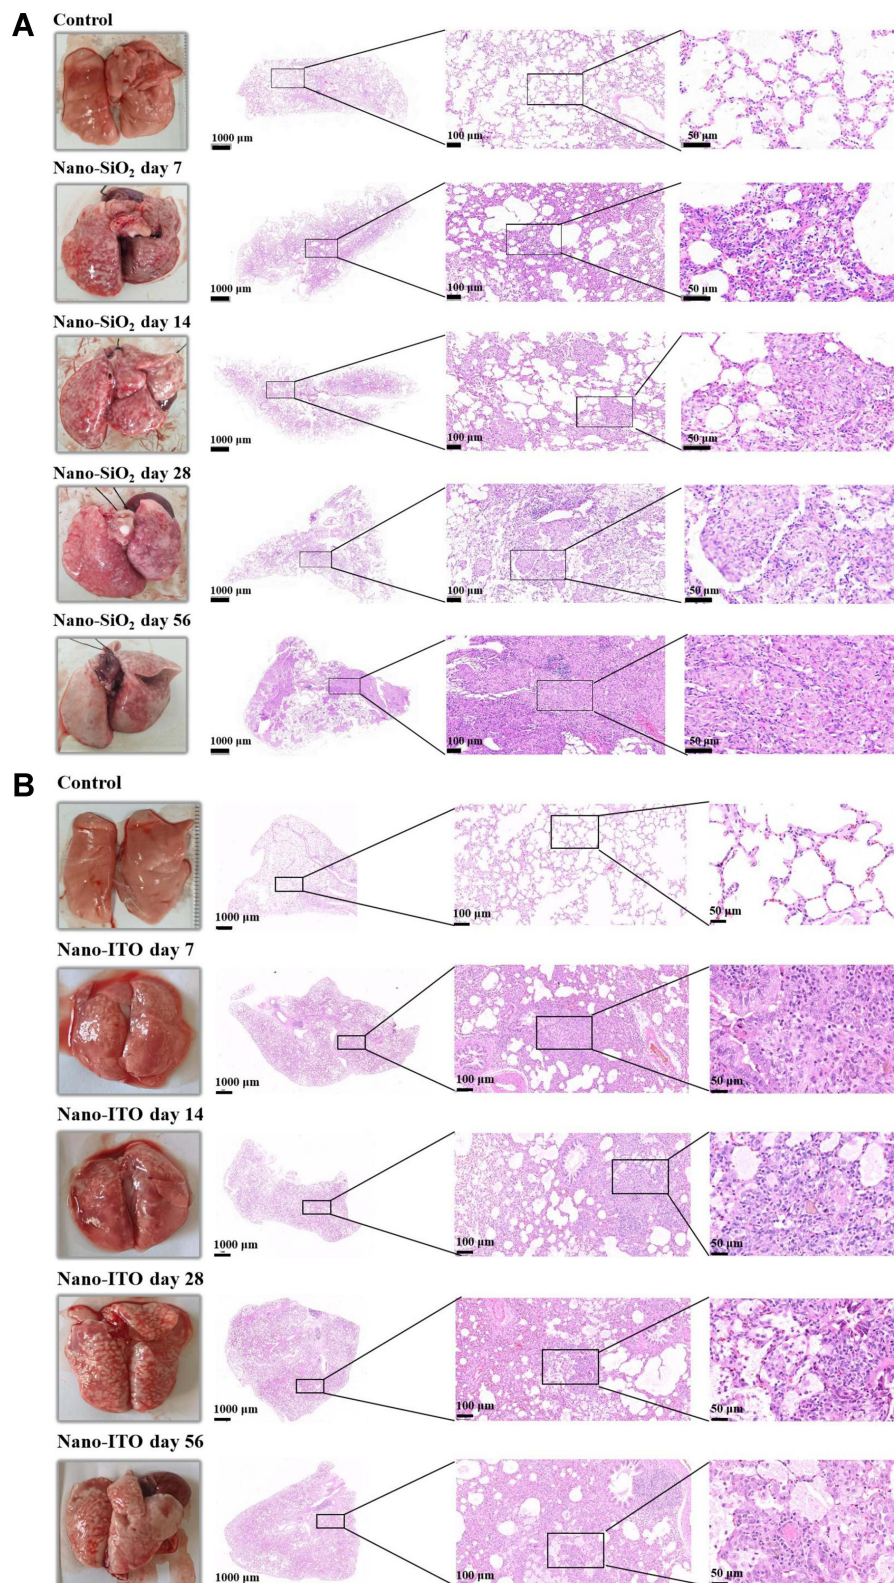 A
Control
1000 µm
100 µm
50 µm
Nano-SiO₂ day 7
1000 µm
100 µm
50 µm
Nano-SiO₂ day 14
1000 µm
100 µm
50 µm
Nano-SiO₂ day 28
1000 µm
100 µm
50 µm
Nano-SiO₂ day 56
1000 µm
100 µm
50 µm
B
Control
1000 µm
100 µm
50 µm
Nano-ITO day 7
1000 µm
100 µm
50 µm
Nano-ITO day 14
1000 µm
100 µm
50 µm
Nano-ITO day 28
1000 µm
100 µm
50 µm
Nano-ITO day 56
1000 µm
100 µm
50 µm